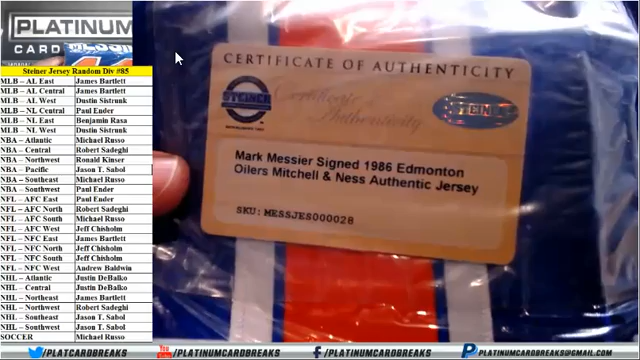 PLATINUM
CARD
Steiner Jersey Random Div #85
MLB – AL East James Bartlett
MLB – AL Central James Bartlett
MLB – AL West Dustin Sistrunk
MLB – NL Central Paul Ender
MLB – NL East Benjamin Rasa
MLB – NL West Dustin Sistrunk
NBA – Atlantic Michael Russo
NBA – Central Robert Sadeghi
NBA – Northwest Ronald Kinser
NBA – Pacific Jason T. Sabol
NBA – Southeast Michael Russo
NBA – Southwest Paul Ender
NFL – AFC East Paul Ender
NFL – AFC North Robert Sadeghi
NFL – AFC South Michael Russo
NFL – AFC West Jeff Chisholm
NFL – NFC East James Bartlett
NFL – NFC North Jeff Chisholm
NFL – NFC South Jeff Chisholm
NFL – NFC West Andrew Baldwin
NHL – Atlantic Justin DeBalko
NHL – Central Justin DeBalko
NHL – Northeast James Bartlett
NHL – Northwest Robert Sadeghi
NHL – Southeast Jason T. Sabol
NHL – Southwest Jason T. Sabol
SOCCER Michael Russo
CERTIFICATE OF AUTHENTICITY
STEINER
Certificate
of
Authenticity
STEINER
Mark Messier Signed 1986 Edmonton
Oilers Mitchell & Ness Authentic Jersey
SKU: MESSJES000028
/PLATCARDBREAKS
You Tube /PLATINUMCARDBREAKS
f /PLATINUMCARDBREAKS
P PLATINUMCARDBREAKS@GMAIL.COM